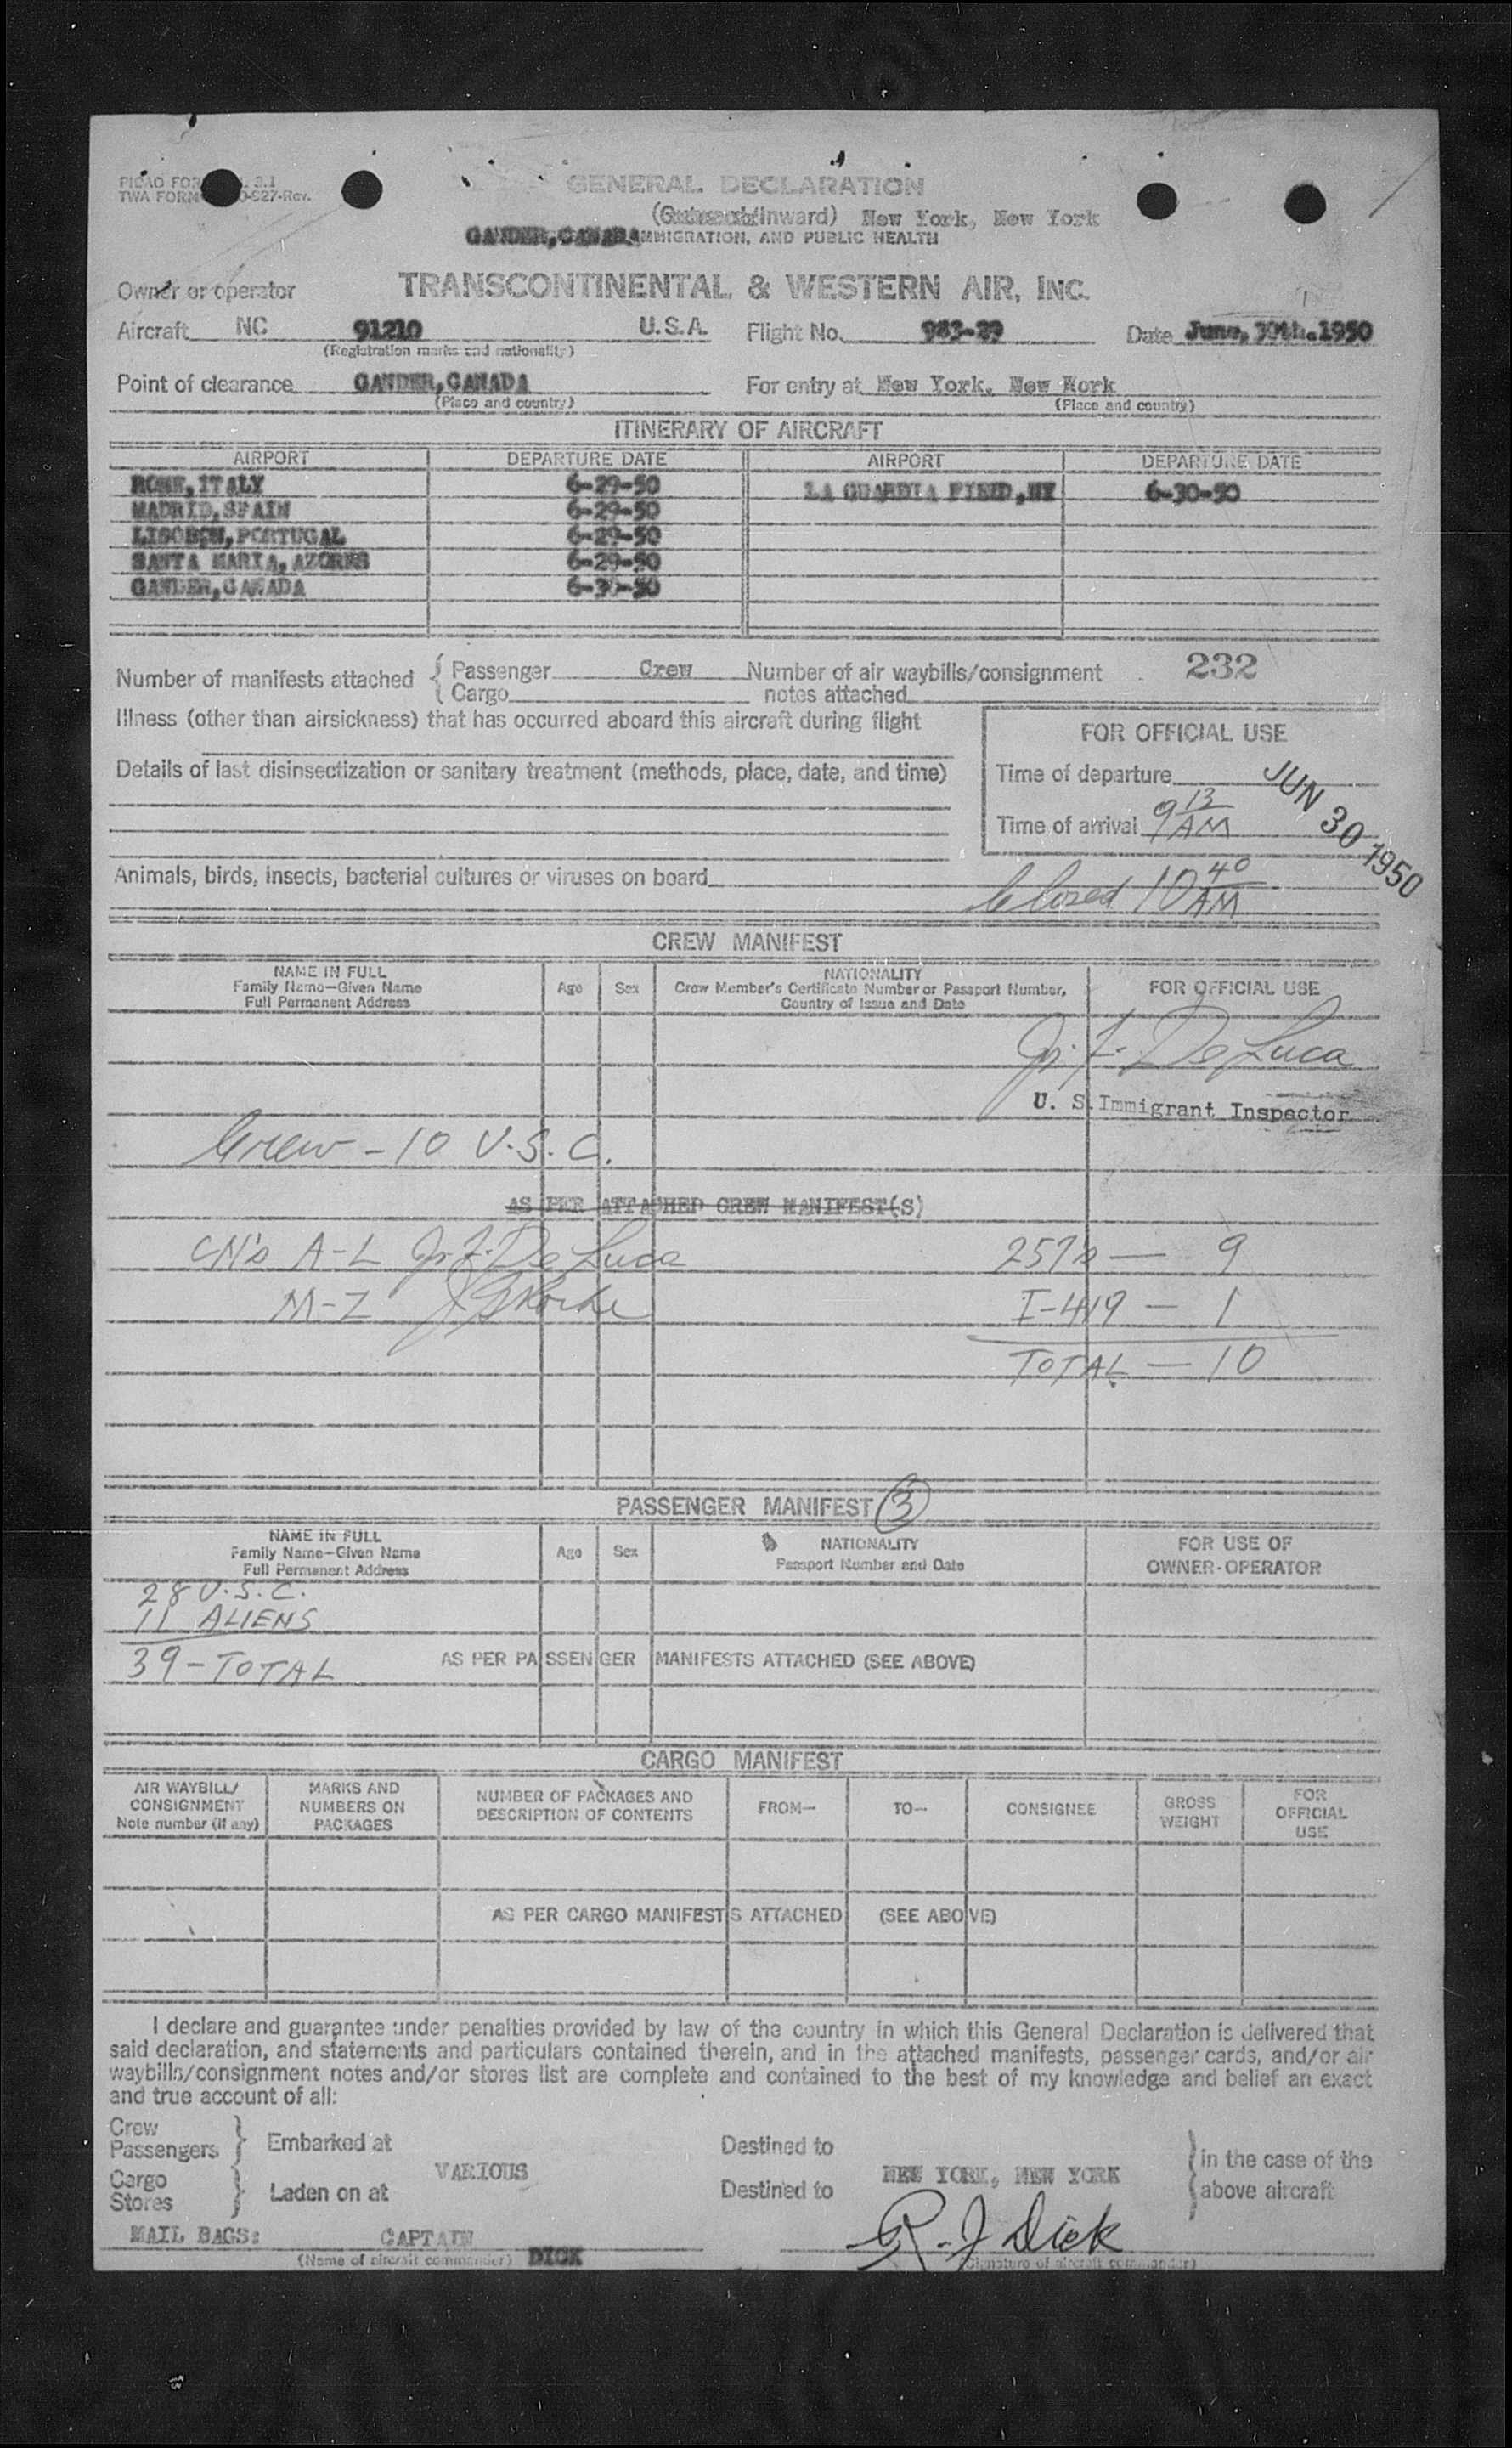 PICAO FOR 3.1
TWA FORM 0-927-Rev.
GENERAL DECLARATION
(Outward/Inward) New York, New York
GANDER, CANADA MMIGRATION, AND PUBLIC HEALTH
Owner or operator TRANSCONTINENTAL & WESTERN AIR, INC.
Aircraft NC 91210 U.S.A. Flight No. 983-29 Date June, 30th.1950
(Registration marks and nationality)
Point of clearance GANDER,CANADA For entry at New York, New Nork
(Place and country) (Place and country)
ITINERARY OF AIRCRAFT
AIRPORT DEPARTURE DATE AIRPORT DEPARTURE DATE
ROME, ITALY 6-29-50 LA GUARDIA FIELD, NY 6-30-50
MADRID, SPAIN 6-29-50
LISOBON, PORTUGAL 6-29-50
SANTA MARIA, AZORES 6-29-50
GANDER, CANADA 6-30-50
Number of manifests attached { Passenger Crew Number of air waybills/consignment 232
{ Cargo notes attached
Illness (other than airsickness) that has occurred aboard this aircraft during flight
FOR OFFICIAL USE
Details of last disinsectization or sanitary treatment (methods, place, date, and time)
Time of departure
JUN 30 1950
Time of arrival 9 13 AM
Animals, birds, insects, bacterial cultures or viruses on board
Closed 10 40 AM
CREW MANIFEST
NAME IN FULL
Family Name—Given Name
Full Permanent Address
Age Sex
NATIONALITY
Crew Member's Certificate Number or Passport Number,
Country of Issue and Date
FOR OFFICIAL USE
De Luca
U. S. Immigrant Inspector
Crew - 10 U.S.C.
AS PER ATTACHED CREW MANIFEST(S)
CN's A-L De Luca 257's — 9
M-Z I-419 — 1
TOTAL — 10
PASSENGER MANIFEST (3)
NAME IN FULL
Family Name—Given Name
Full Permanent Address
Age Sex
NATIONALITY
Passport Number and Date
FOR USE OF
OWNER-OPERATOR
28 U.S.C.
11 ALIENS
39 - TOTAL AS PER PASSENGER MANIFESTS ATTACHED (SEE ABOVE)
CARGO MANIFEST
AIR WAYBILL/
CONSIGNMENT
Note number (if any)
MARKS AND
NUMBERS ON
PACKAGES
NUMBER OF PACKAGES AND
DESCRIPTION OF CONTENTS
FROM—
TO—
CONSIGNEE
GROSS
WEIGHT
FOR
OFFICIAL
USE
AS PER CARGO MANIFESTS ATTACHED (SEE ABOVE)
I declare and guarantee under penalties provided by law of the country in which this General Declaration is delivered that
said declaration, and statements and particulars contained therein, and in the attached manifests, passenger cards, and/or air
waybills/consignment notes and/or stores list are complete and contained to the best of my knowledge and belief an exact
and true account of all:
Crew
Passengers } Embarked at Destined to
VARIOUS NEW YORK, NEW YORK
Cargo
Stores } Laden on at Destined to
in the case of the
above aircraft
MAIL BAGS: CAPTAIN R. J Dick
(Name of aircraft commander) DICK (Signature of aircraft commander)